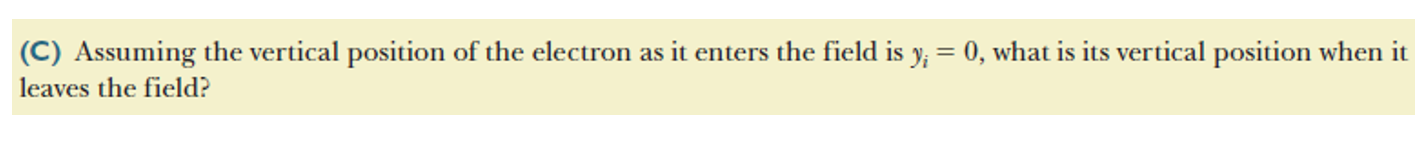 (C) Assuming the vertical position of the electron as it enters the field is yᵢ = 0, what is its vertical position when it
leaves the field?